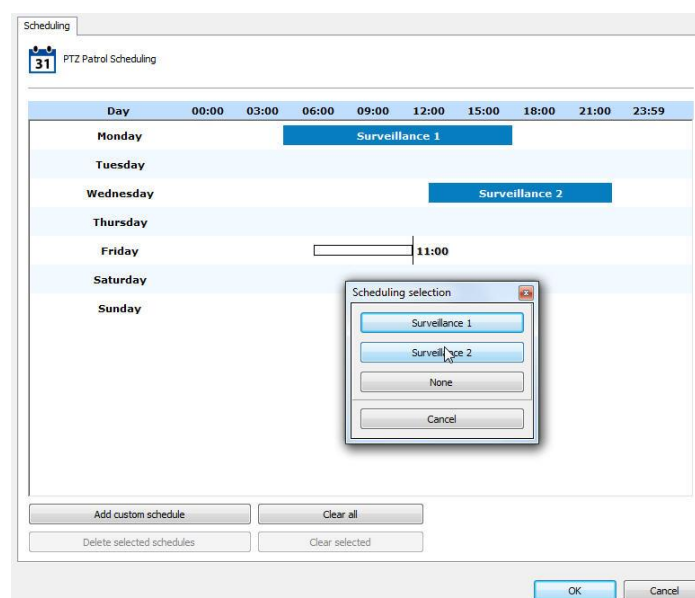 Scheduling
31 PTZ Patrol Scheduling
Day 00:00 03:00 06:00 09:00 12:00 15:00 18:00 21:00 23:59
Monday Surveillance 1
Tuesday
Wednesday Surveillance 2
Thursday
Friday 11:00
Saturday
Sunday
Scheduling selection
Surveillance 1
Surveillance 2
None
Cancel
Add custom schedule Clear all
Delete selected schedules Clear selected
OK Cancel